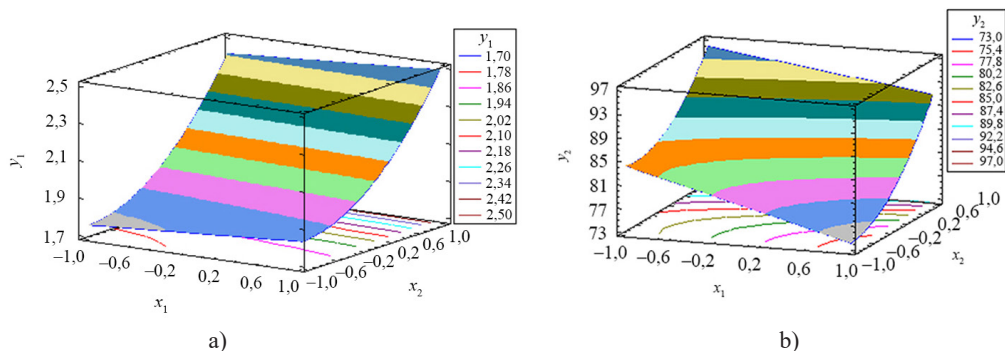 y1
1,70
1,78
1,86
1,94
2,02
2,10
2,18
2,26
2,34
2,42
2,50
2,5
2,3
2,1
1,9
1,7
y1
−1,0 −0,6 −0,2 0,2 0,6 1,0
x1
−1,0 −0,6 −0,2 0,2 0,6 1,0
x2
a)
y2
73,0
75,4
77,8
80,2
82,6
85,0
87,4
89,8
92,2
94,6
97,0
97
93
89
85
81
77
73
y2
−1,0 −0,6 −0,2 0,2 0,6 1,0
x1
−1,0 −0,6 −0,2 0,2 0,6 1,0
x2
b)